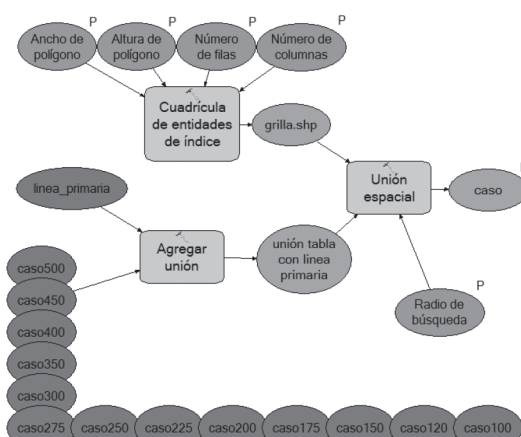 P
P
P
P
Ancho de
polígono
Altura de
polígono
Número
de filas
Número de
columnas
Cuadrícula
de entidades
de índice
grilla.shp
linea_primaria
Unión
espacial
caso
Agregar
unión
unión tabla
con linea
primaria
P
Radio de
búsqueda
caso500
caso450
caso400
caso350
caso300
caso275
caso250
caso225
caso200
caso175
caso150
caso120
caso100